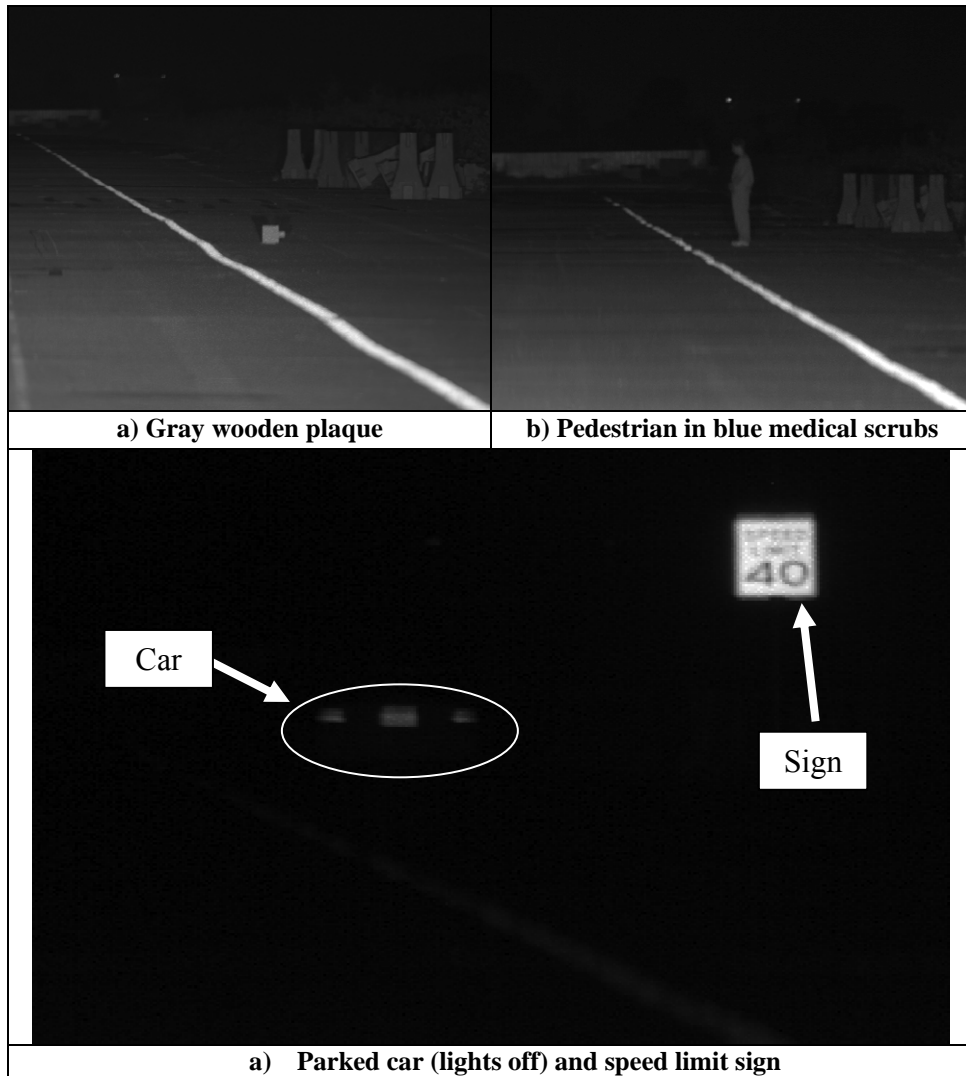 a) Gray wooden plaque
b) Pedestrian in blue medical scrubs
SPEED
LIMIT
40
Car
Sign
a) Parked car (lights off) and speed limit sign